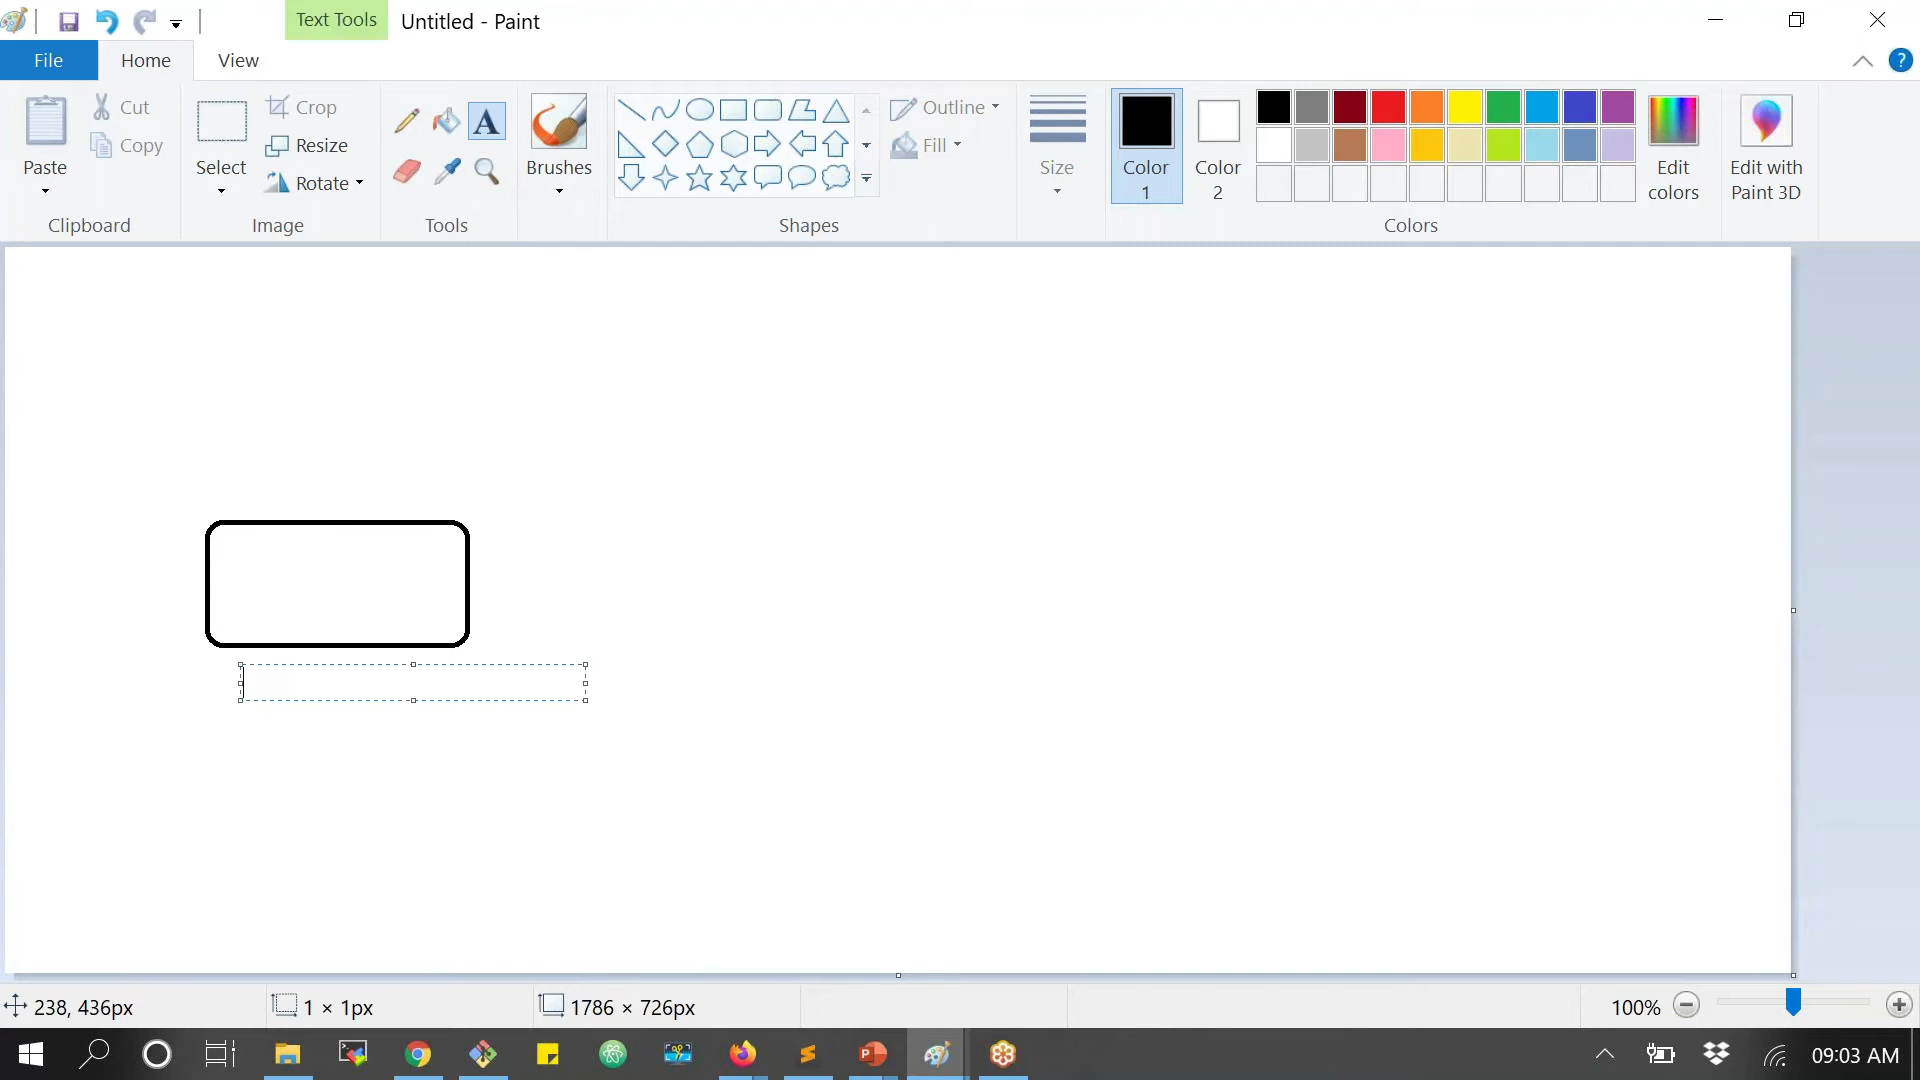 Text Tools
Untitled - Paint
File
Home
View
?
Paste
Cut
Copy
Clipboard
Select
Crop
Resize
Rotate
Image
A
Tools
Brushes
Shapes
Outline
Fill
Size
Color 1
Color 2
Edit colors
Colors
Edit with Paint 3D
238, 436px
1 × 1px
1786 × 726px
100%
09:03 AM